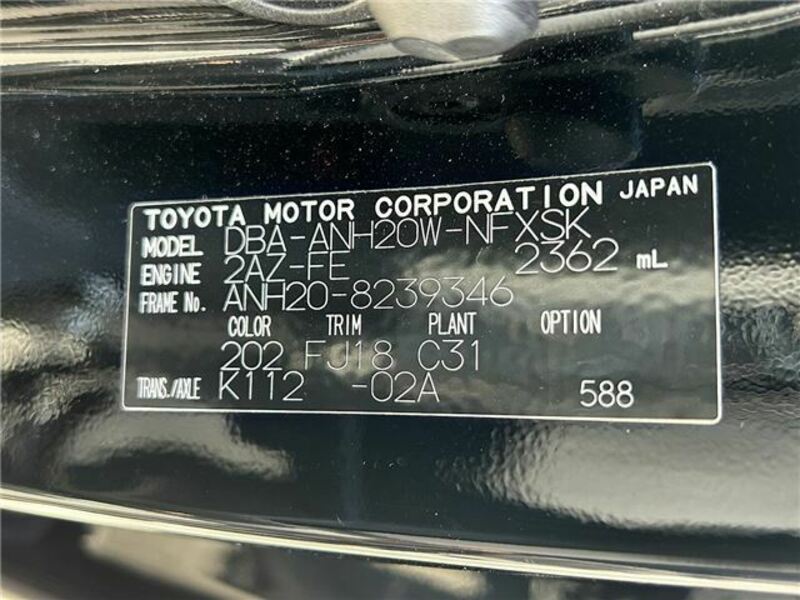 TOYOTA MOTOR CORPORATION JAPAN
MODEL DBA-ANH20W-NFXSK
ENGINE 2AZ-FE 2362 mL
FRAME No. ANH20-8239346
COLOR TRIM PLANT OPTION
202 FJ18 C31
TRANS./AXLE K112 -02A 588